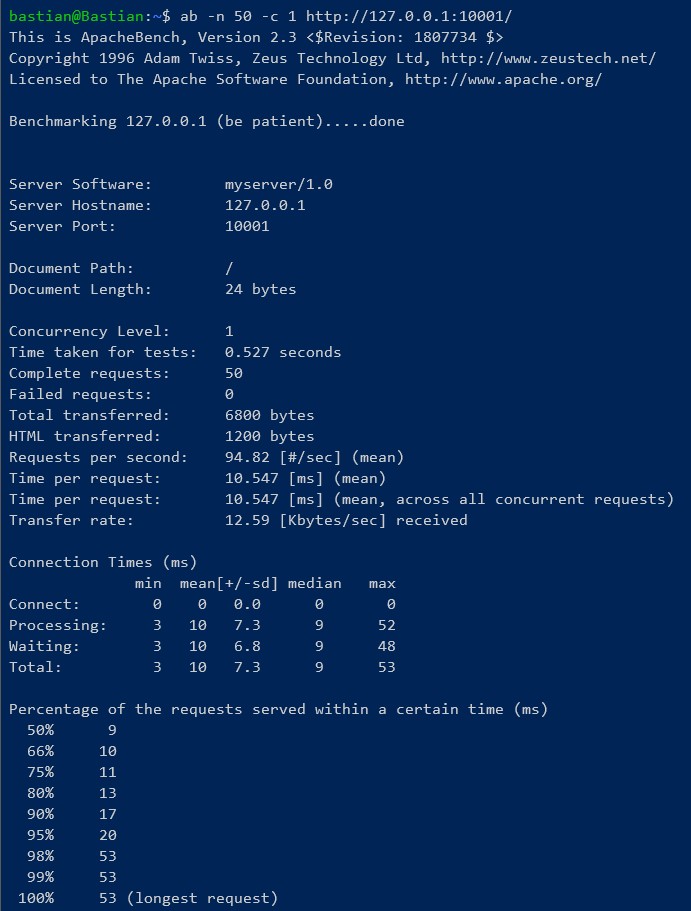 bastian@Bastian:~$ ab -n 50 -c 1 http://127.0.0.1:10001/
This is ApacheBench, Version 2.3 <$Revision: 1807734 $>
Copyright 1996 Adam Twiss, Zeus Technology Ltd, http://www.zeustech.net/
Licensed to The Apache Software Foundation, http://www.apache.org/

Benchmarking 127.0.0.1 (be patient).....done


Server Software:        myserver/1.0
Server Hostname:        127.0.0.1
Server Port:            10001

Document Path:          /
Document Length:        24 bytes

Concurrency Level:      1
Time taken for tests:   0.527 seconds
Complete requests:      50
Failed requests:        0
Total transferred:      6800 bytes
HTML transferred:       1200 bytes
Requests per second:    94.82 [#/sec] (mean)
Time per request:       10.547 [ms] (mean)
Time per request:       10.547 [ms] (mean, across all concurrent requests)
Transfer rate:          12.59 [Kbytes/sec] received

Connection Times (ms)
              min  mean[+/-sd] median   max
Connect:        0    0   0.0      0       0
Processing:     3   10   7.3      9      52
Waiting:        3   10   6.8      9      48
Total:          3   10   7.3      9      53

Percentage of the requests served within a certain time (ms)
  50%      9
  66%     10
  75%     11
  80%     13
  90%     17
  95%     20
  98%     53
  99%     53
 100%     53 (longest request)